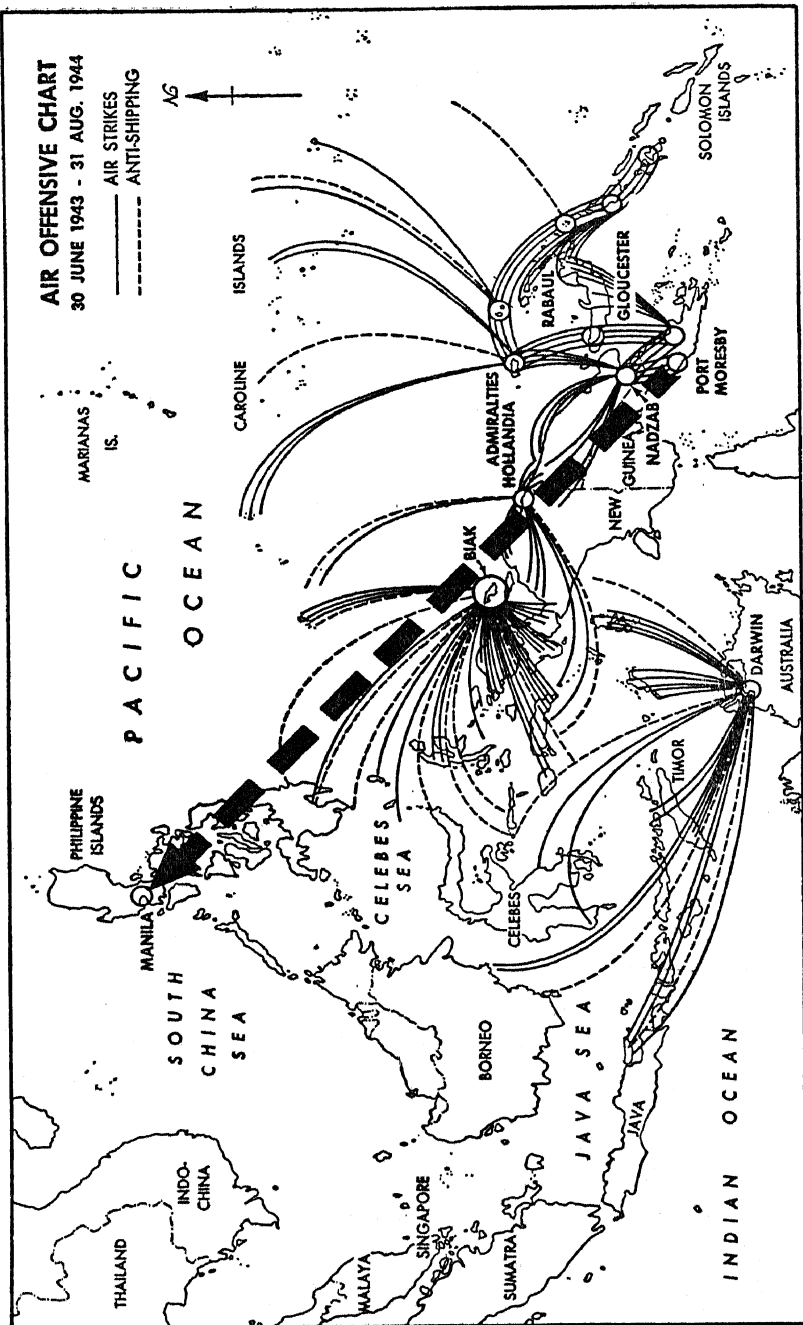 AIR OFFENSIVE CHART
30 JUNE 1943 - 31 AUG. 1944
AIR STRIKES
ANTI-SHIPPING
THAILAND
INDO-
CHINA
MALAYA
SINGAPORE
SUMATRA
SOUTH
CHINA
SEA
MANILA
PHILIPPINE
ISLANDS
BORNEO
JAVA SEA
JAVA
INDIAN OCEAN
CELEBES
SEA
CELEBES
TIMOR
PACIFIC
OCEAN
MARIANAS
IS.
CAROLINE
ISLANDS
BIAK
ADMIRALTIES
HOLLANDIA
NEW
GUINEA
NADZAB
PORT
MORESBY
RABAUL
GLOUCESTER
SOLOMON
ISLANDS
DARWIN
AUSTRALIA